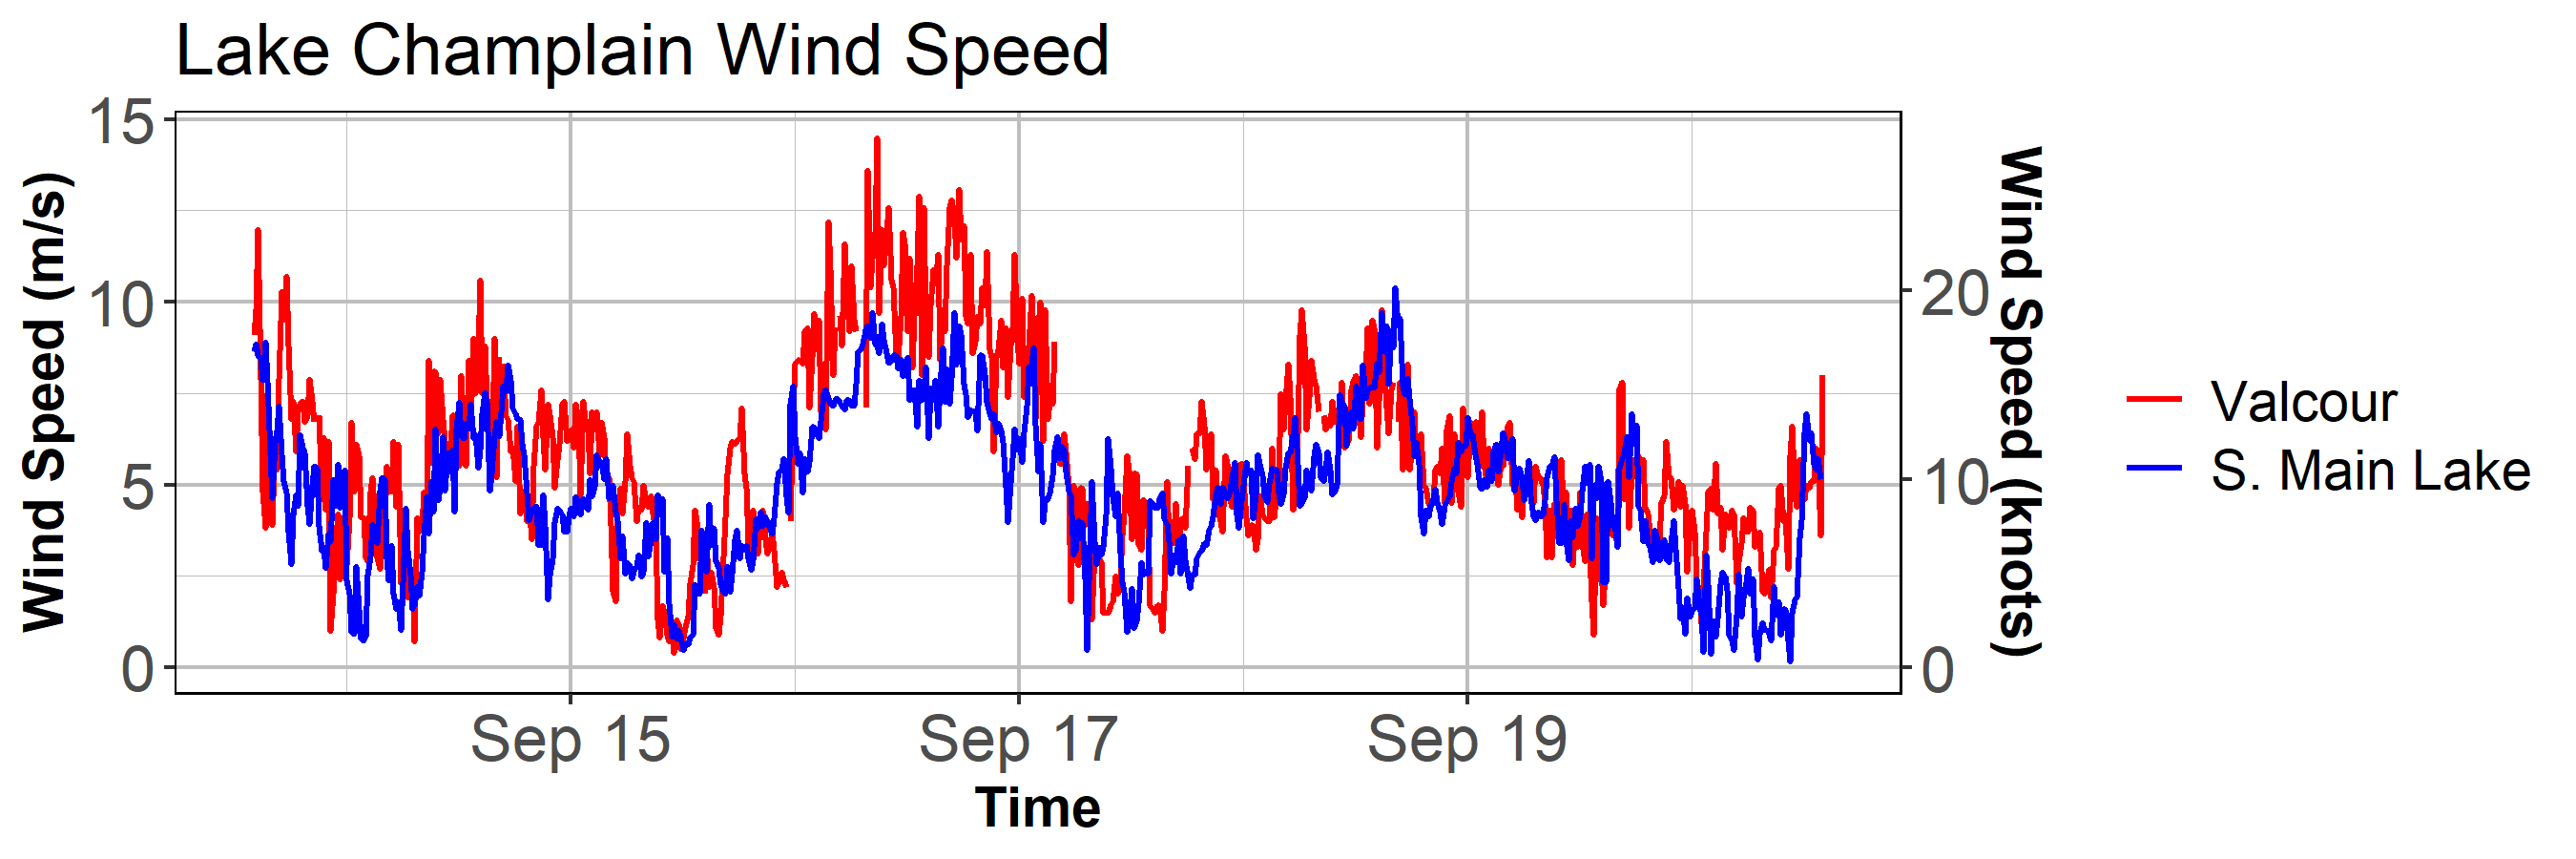 Lake Champlain Wind Speed
Wind Speed (m/s)
15
10
5
0
Sep 15
Sep 17
Sep 19
Time
20
10
0
Wind Speed (knots)
Valcour
S. Main Lake